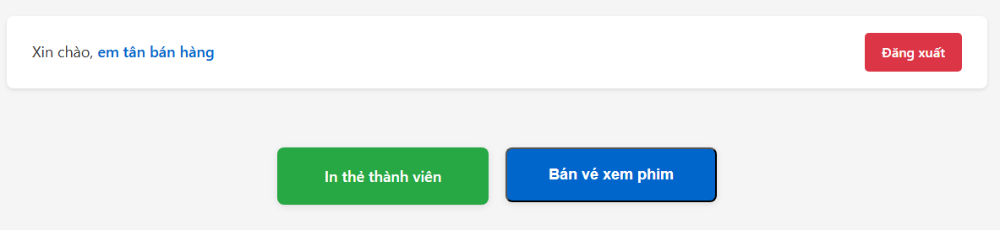 Xin chào, em tân bán hàng
Đăng xuất
In thẻ thành viên
Bán vé xem phim